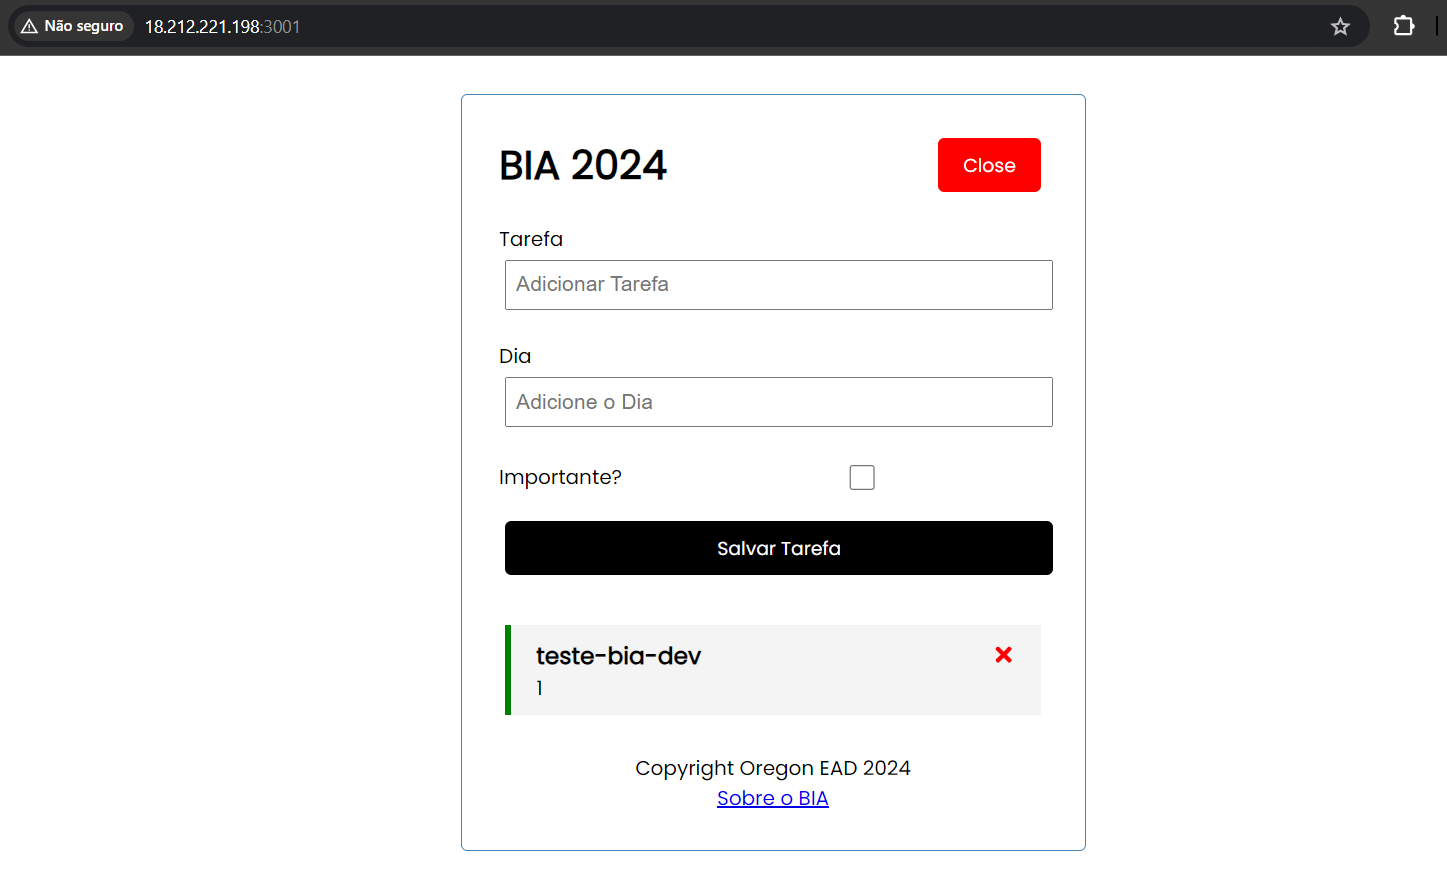 Não seguro 18.212.221.198:3001
BIA 2024
Close
Tarefa
Adicionar Tarefa
Dia
Adicione o Dia
Importante?
Salvar Tarefa
teste-bia-dev
1
Copyright Oregon EAD 2024
Sobre o BIA